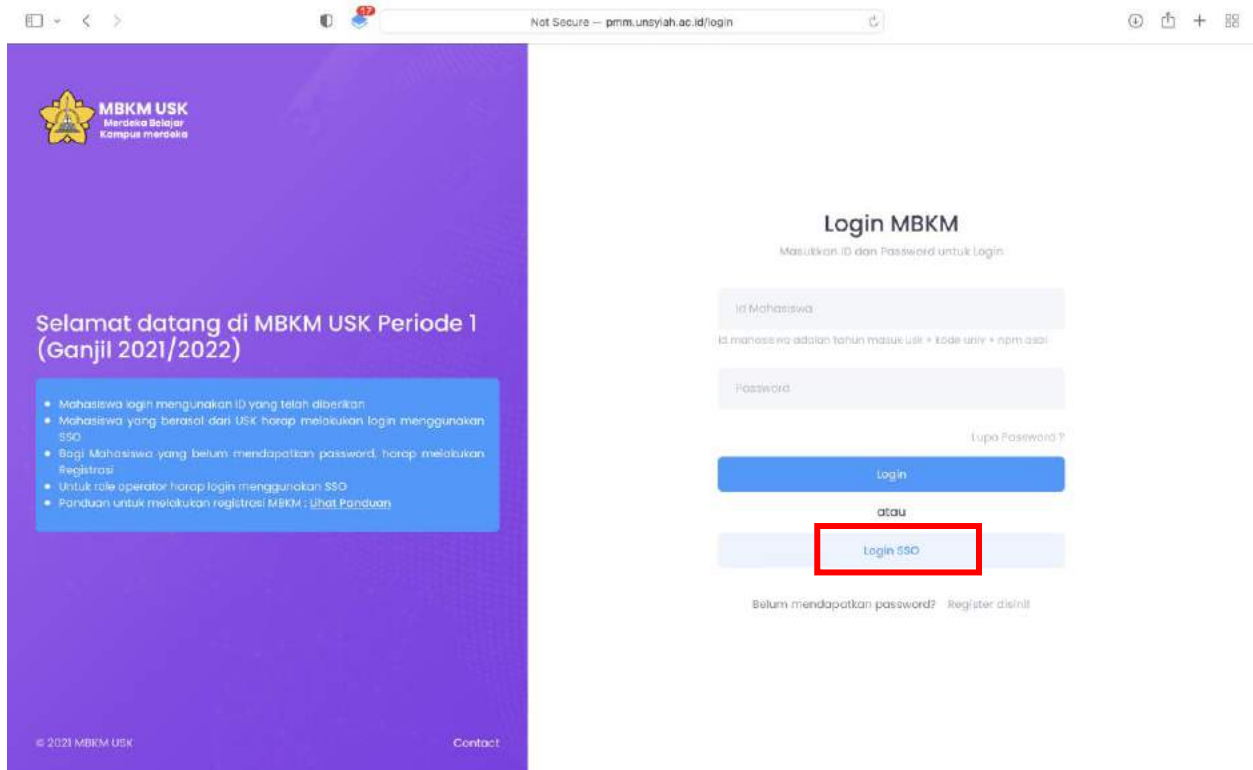 17
Not Secure — pmm.unsyiah.ac.id/login
MBKM USK
Merdeka Belajar
Kampus merdeka
Selamat datang di MBKM USK Periode 1
(Ganjil 2021/2022)
Mahasiswa login mengunakan ID yang telah diberikan
Mahasiswa yang berasal dari USK harap melakukan login menggunakan
SSO
Bagi Mahasiswa yang belum mendapatkan password, harap melakukan
Registrasi
Untuk role operator harap login menggunakan SSO
Panduan untuk melakukan registrasi MBKM : Lihat Panduan
© 2021 MBKM USK
Contact
Login MBKM
Masukkan ID dan Password untuk Login
Id Mahasiswa
Id mahasiswa adalah tahun masuk usk + kode univ + npm asal
Password
Lupa Password ?
Login
atau
Login SSO
Belum mendapatkan password? Register disini!